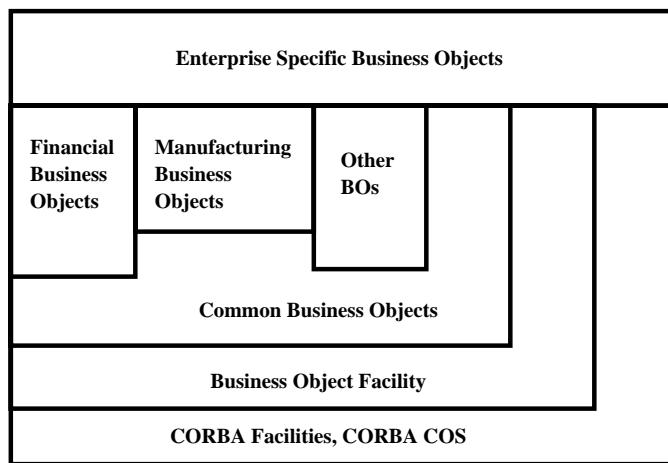 Enterprise Specific Business Objects
Financial
Business
Objects
Manufacturing
Business
Objects
Other
BOs
Common Business Objects
Business Object Facility
CORBA Facilities, CORBA COS